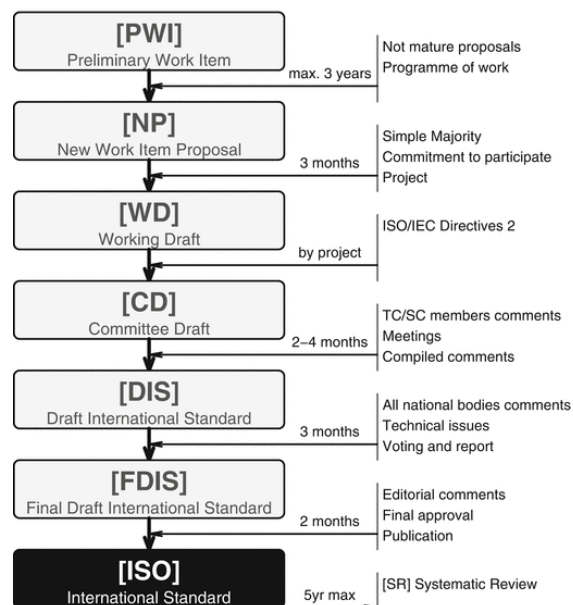 [PWI]
Preliminary Work Item
max. 3 years
Not mature proposals
Programme of work
[NP]
New Work Item Proposal
3 months
Simple Majority
Commitment to participate
Project
[WD]
Working Draft
by project
ISO/IEC Directives 2
[CD]
Committee Draft
2–4 months
TC/SC members comments
Meetings
Compiled comments
[DIS]
Draft International Standard
3 months
All national bodies comments
Technical issues
Voting and report
[FDIS]
Final Draft International Standard
2 months
Editorial comments
Final approval
Publication
[ISO]
International Standard
5yr max
[SR] Systematic Review